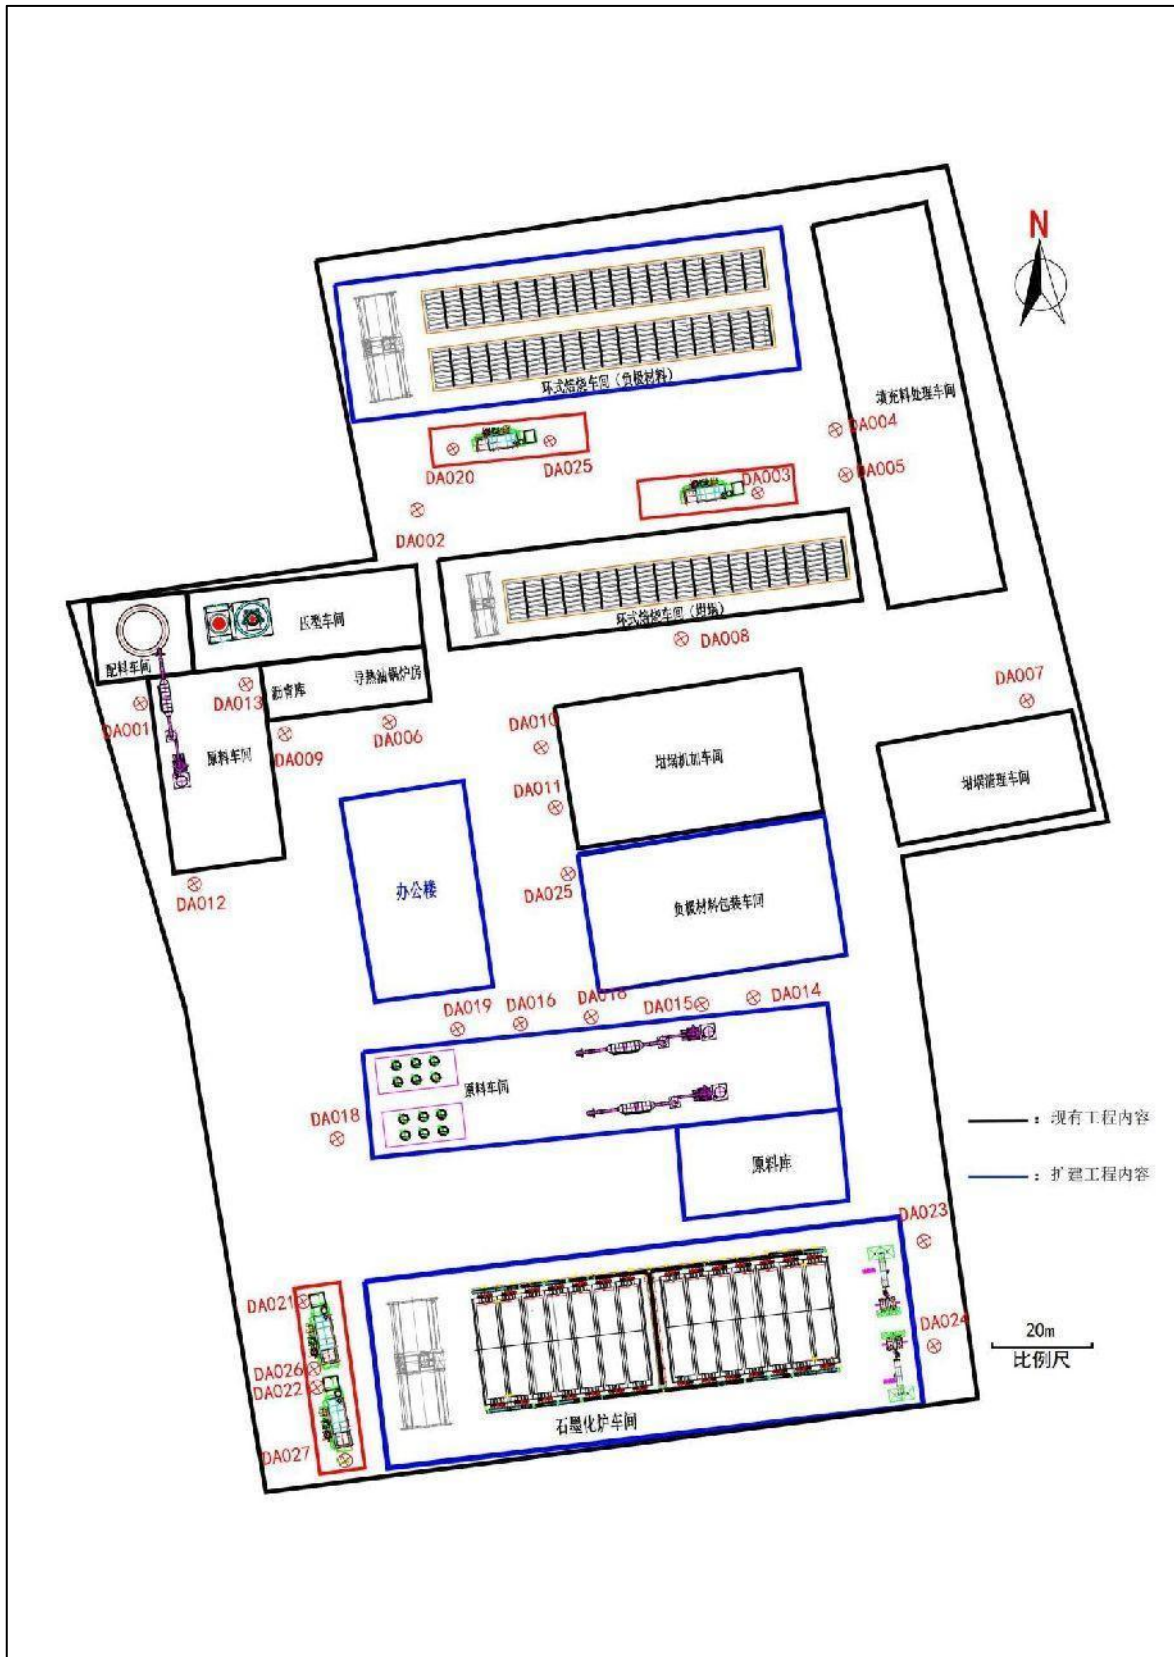 N
环式焙烧车间（负极材料）
填充料处理车间
DA004
DA020
DA025
DA003
DA005
DA002
环式焙烧车间（坩埚）
DA008
压型车间
配料车间
沥青库
导热油锅炉房
DA001
DA013
DA009
DA006
原料车间
DA007
DA010
坩埚机加车间
DA011
坩埚清理车间
DA012
办公楼
DA025
负极材料包装车间
DA019
DA016
DA018
DA015
DA014
原料车间
DA018
：现有工程内容
原料库
：扩建工程内容
DA023
DA021
DA024
20m
比例尺
DA026
DA022
石墨化炉车间
DA027